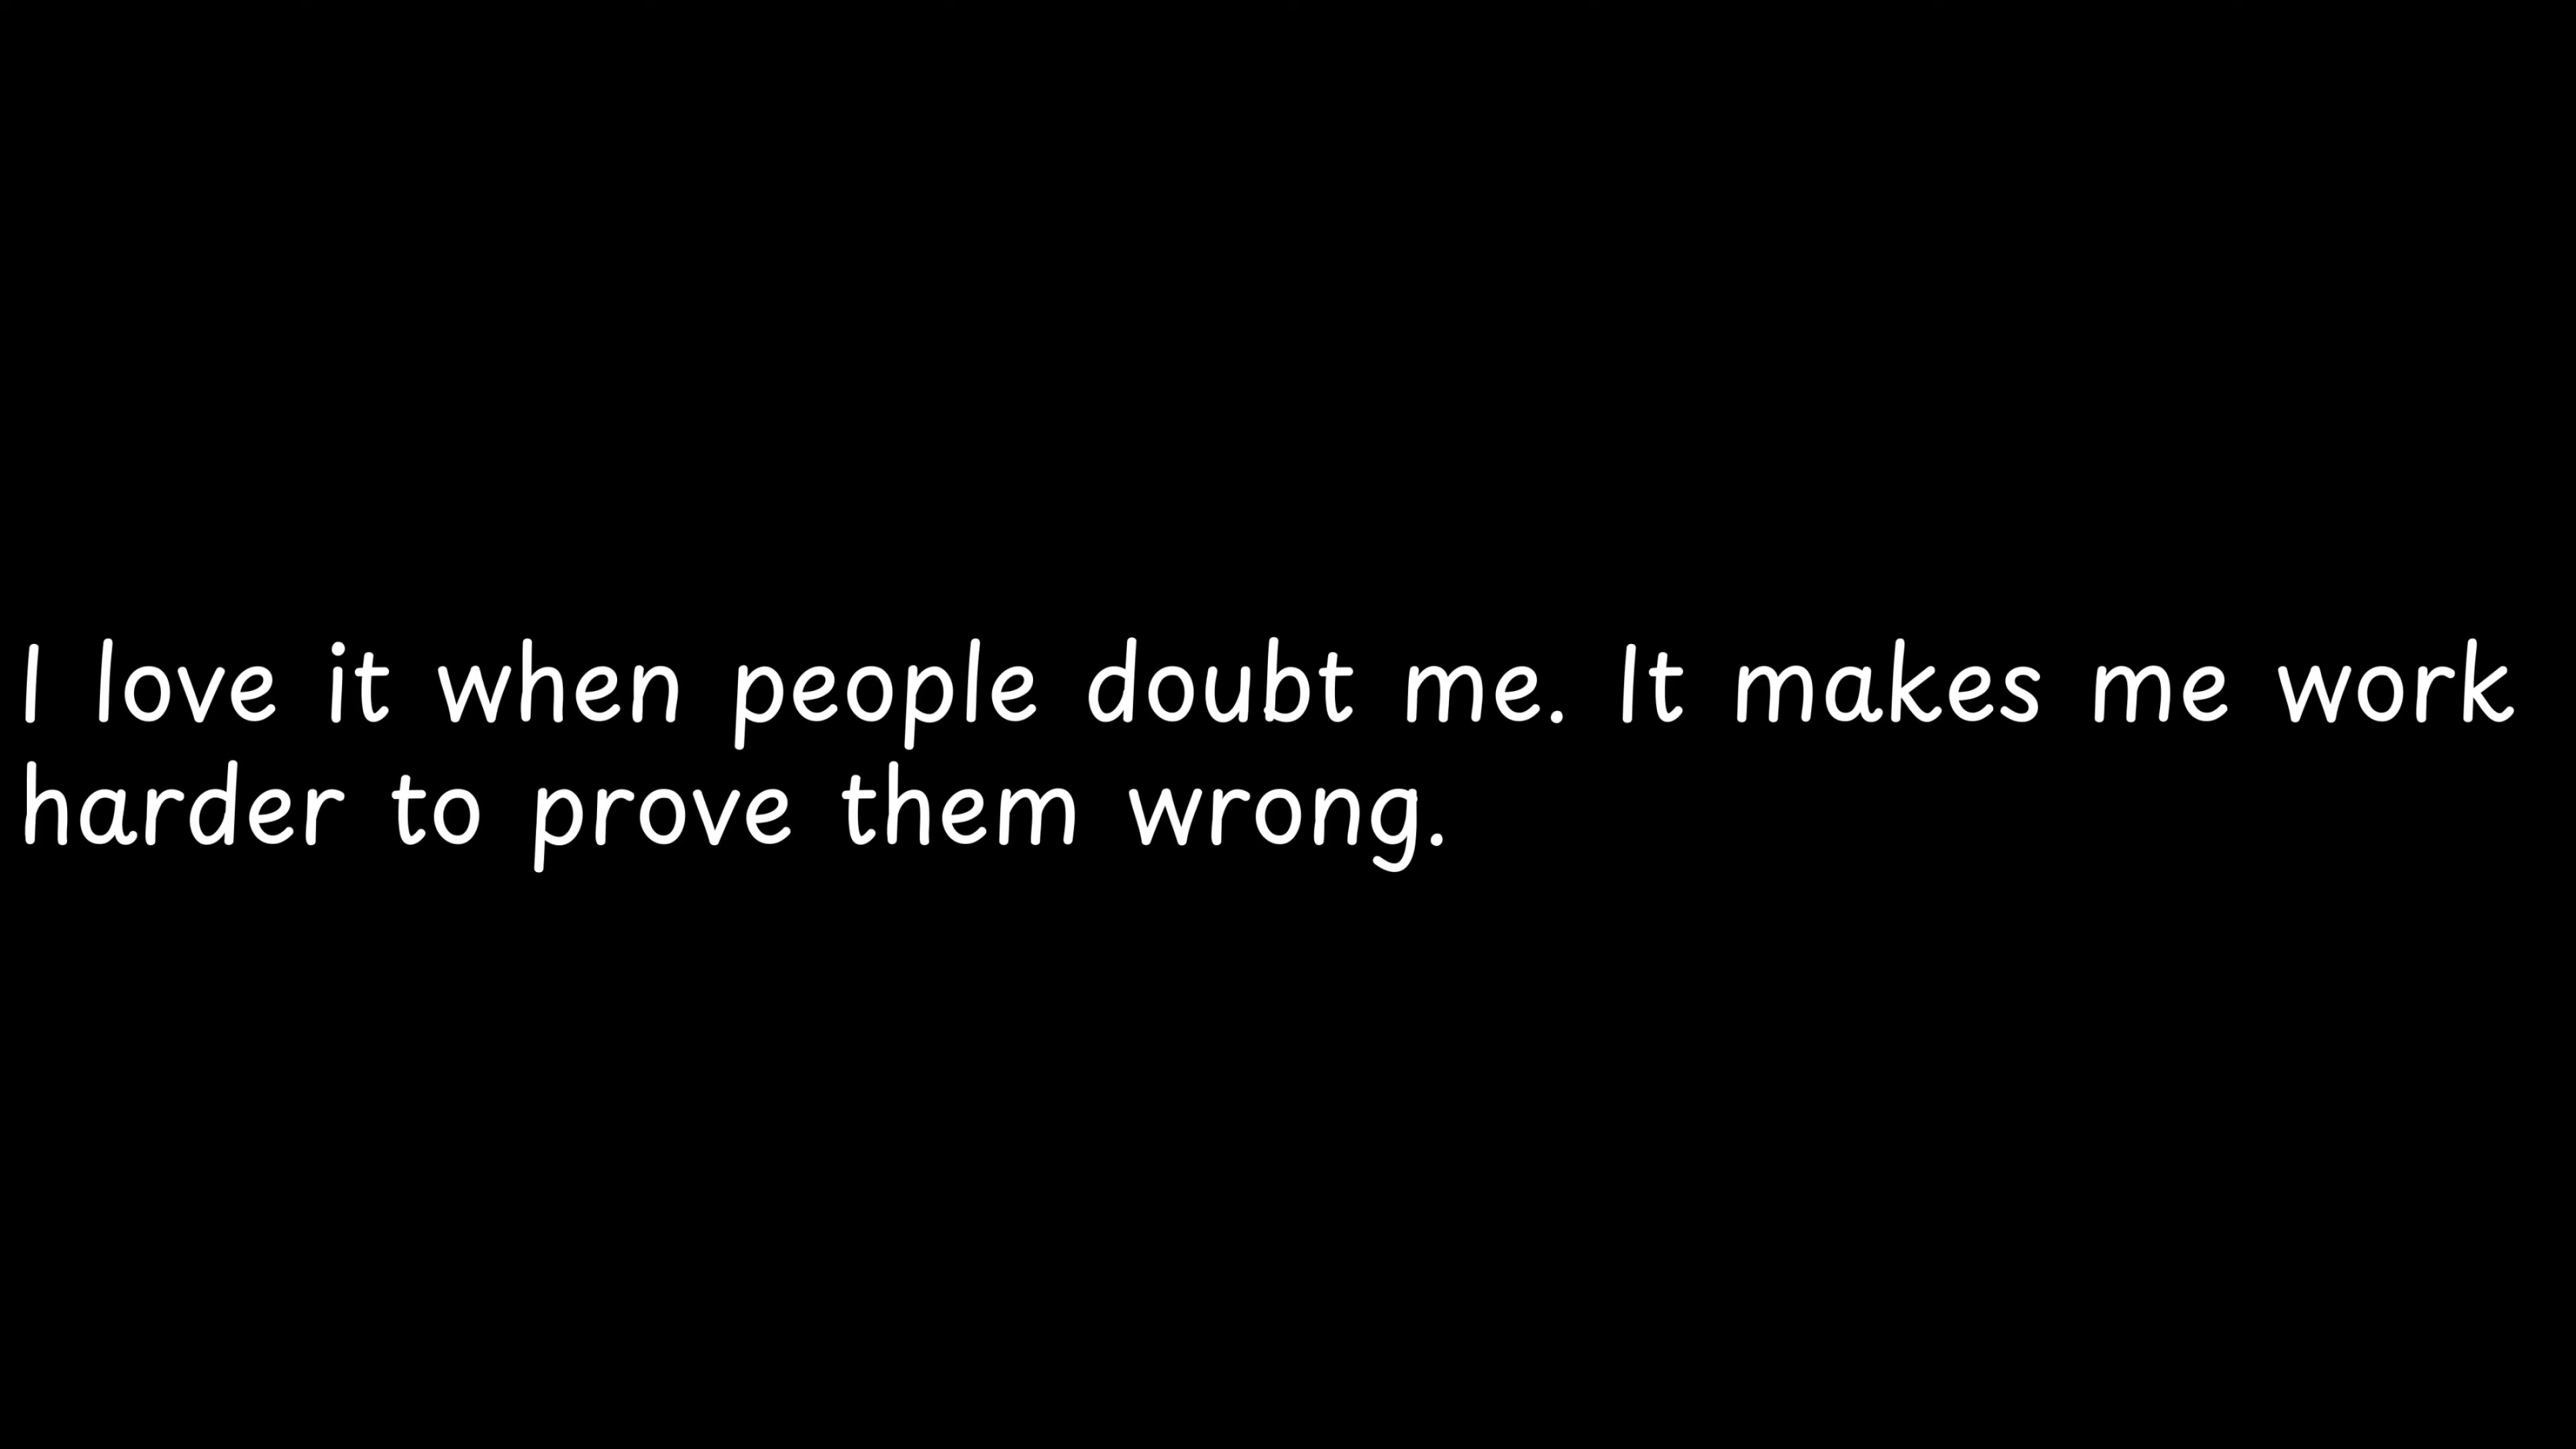 I love it when people doubt me. It makes me work
harder to prove them wrong.